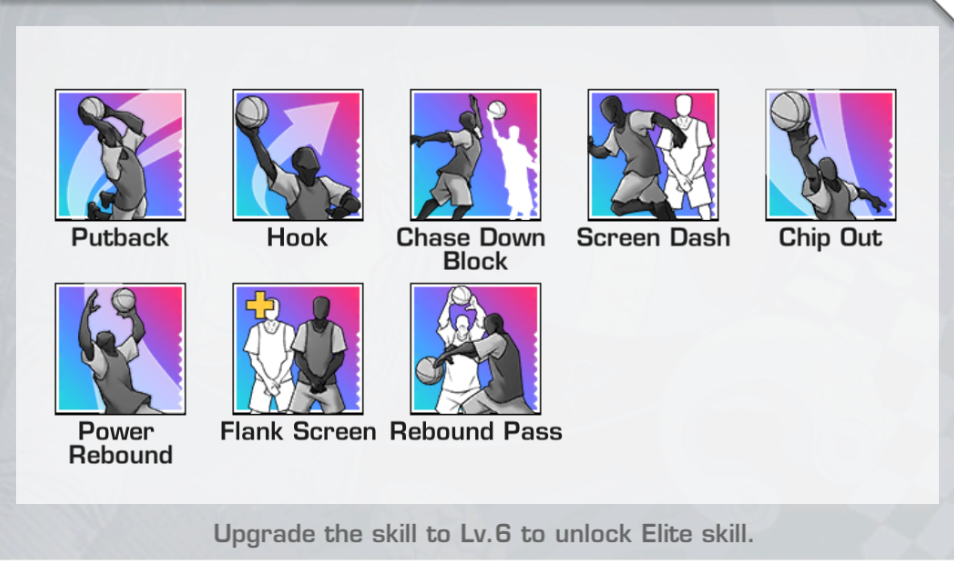 Putback
Hook
Chase Down
Block
Screen Dash
Chip Out
Power
Rebound
Flank Screen
Rebound Pass
Upgrade the skill to Lv.6 to unlock Elite skill.